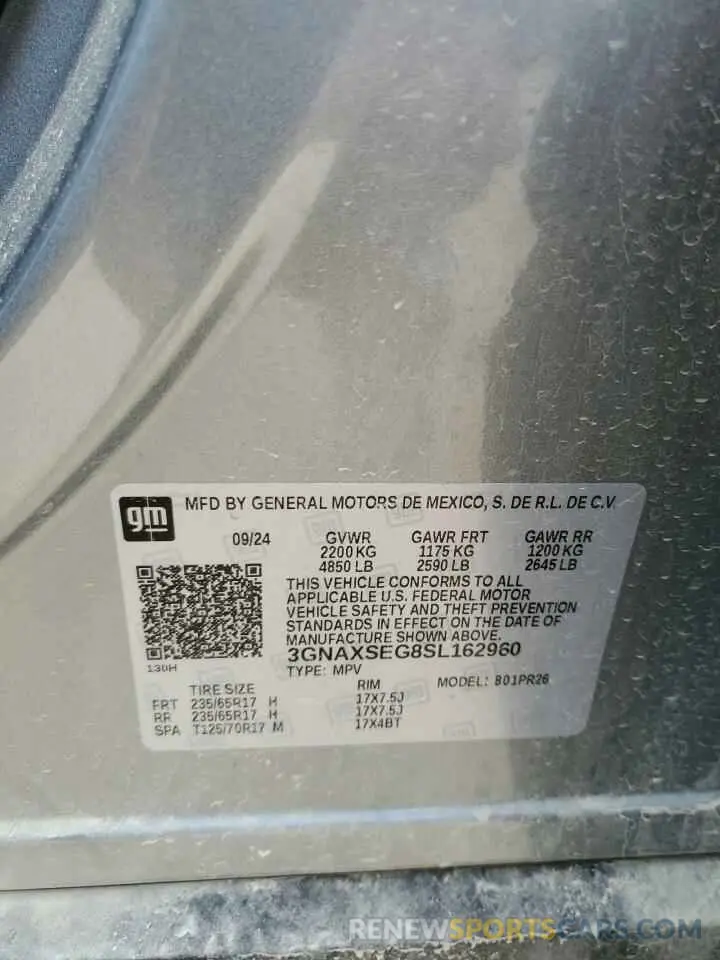 gm MFD BY GENERAL MOTORS DE MEXICO, S. DE R.L. DE C.V.
09/24 GVWR GAWR FRT GAWR RR
2200 KG 1175 KG 1200 KG
4850 LB 2590 LB 2645 LB
THIS VEHICLE CONFORMS TO ALL
APPLICABLE U.S. FEDERAL MOTOR
VEHICLE SAFETY AND THEFT PREVENTION
STANDARDS IN EFFECT ON THE DATE OF
MANUFACTURE SHOWN ABOVE.
3GNAXSEG8SL162960
130H TYPE: MPV
TIRE SIZE RIM MODEL: B01PR26
FRT 235/65R17 H 17X7.5J
RR 235/65R17 H 17X7.5J
SPA T125/70R17 M 17X4BT
RENEWSPORTSCARS.COM